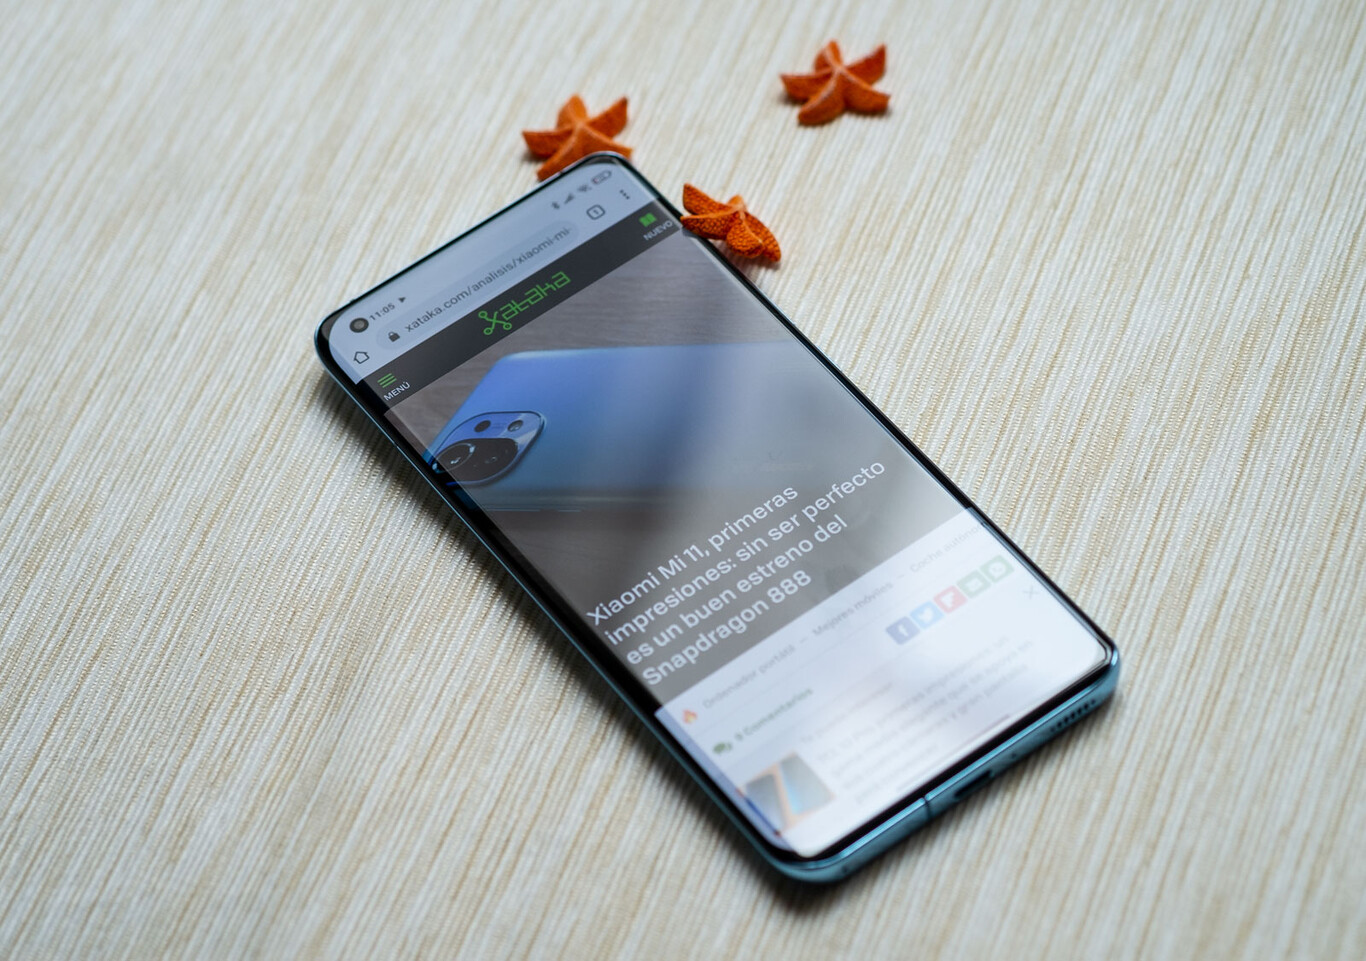 11:05
xataka.com/analisis/xiaomi-mi-
1
MENÚ
xataka
NUEVO
Xiaomi Mi 11, primeras
impresiones: sin ser perfecto
es un buen estreno del
Snapdragon 888
Ordenador portátil — Mejores móviles — Coche autónomo
9 Comentarios